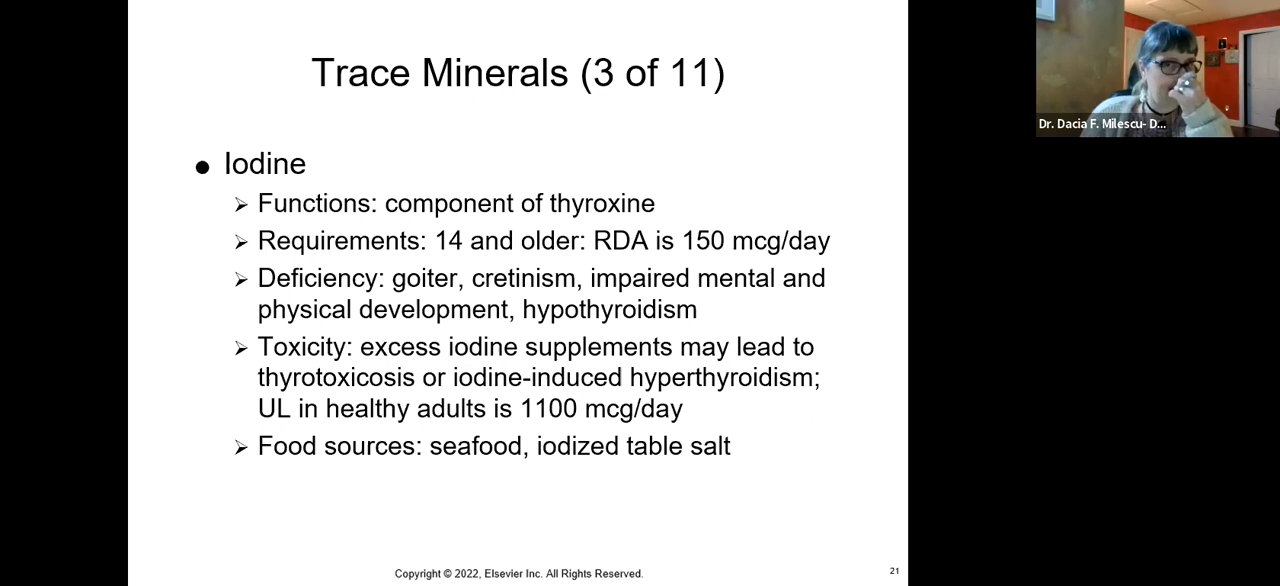 Trace Minerals (3 of 11)
● Iodine
➢ Functions: component of thyroxine
➢ Requirements: 14 and older: RDA is 150 mcg/day
➢ Deficiency: goiter, cretinism, impaired mental and
physical development, hypothyroidism
➢ Toxicity: excess iodine supplements may lead to
thyrotoxicosis or iodine-induced hyperthyroidism;
UL in healthy adults is 1100 mcg/day
➢ Food sources: seafood, iodized table salt
Copyright © 2022, Elsevier Inc. All Rights Reserved.
21
Dr. Dacia F. Milescu- D...